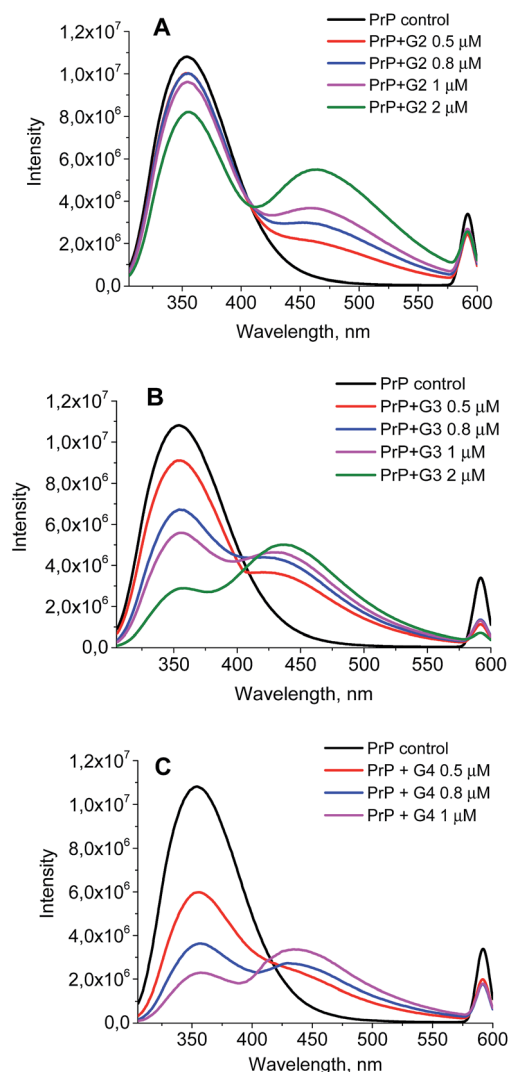 A
PrP control
PrP+G2 0.5 μM
PrP+G2 0.8 μM
PrP+G2 1 μM
PrP+G2 2 μM
1,2x10⁷
1,0x10⁷
8,0x10⁶
6,0x10⁶
4,0x10⁶
2,0x10⁶
0,0
Intensity
350 400 450 500 550 600
Wavelength, nm
B
PrP control
PrP+G3 0.5 μM
PrP+G3 0.8 μM
PrP+G3 1 μM
PrP+G3 2 μM
1,2x10⁷
1,0x10⁷
8,0x10⁶
6,0x10⁶
4,0x10⁶
2,0x10⁶
0,0
Intensity
350 400 450 500 550 600
Wavelength, nm
C
PrP control
PrP + G4 0.5 μM
PrP + G4 0.8 μM
PrP + G4 1 μM
1,2x10⁷
1,0x10⁷
8,0x10⁶
6,0x10⁶
4,0x10⁶
2,0x10⁶
0,0
Intensity
350 400 450 500 550 600
Wavelength, nm